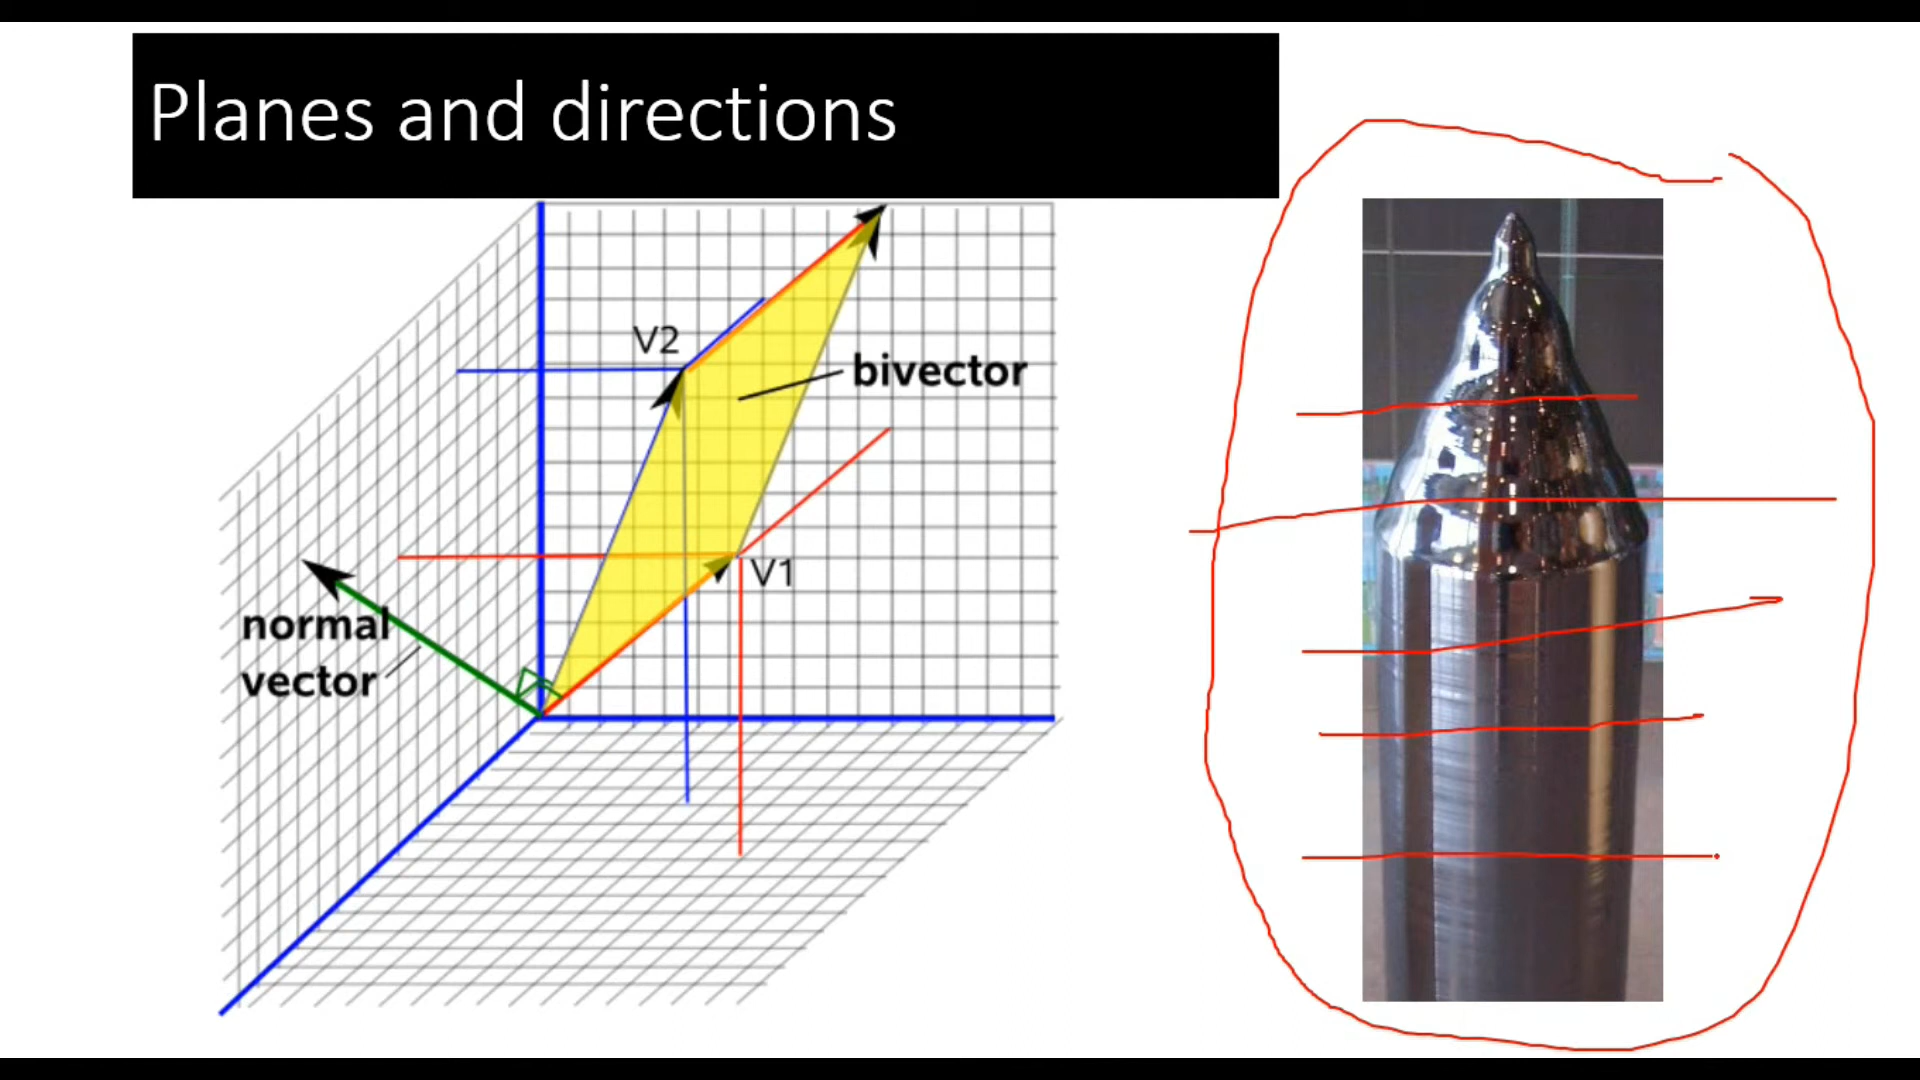 Planes and directions
V2
bivector
V1
normal
vector